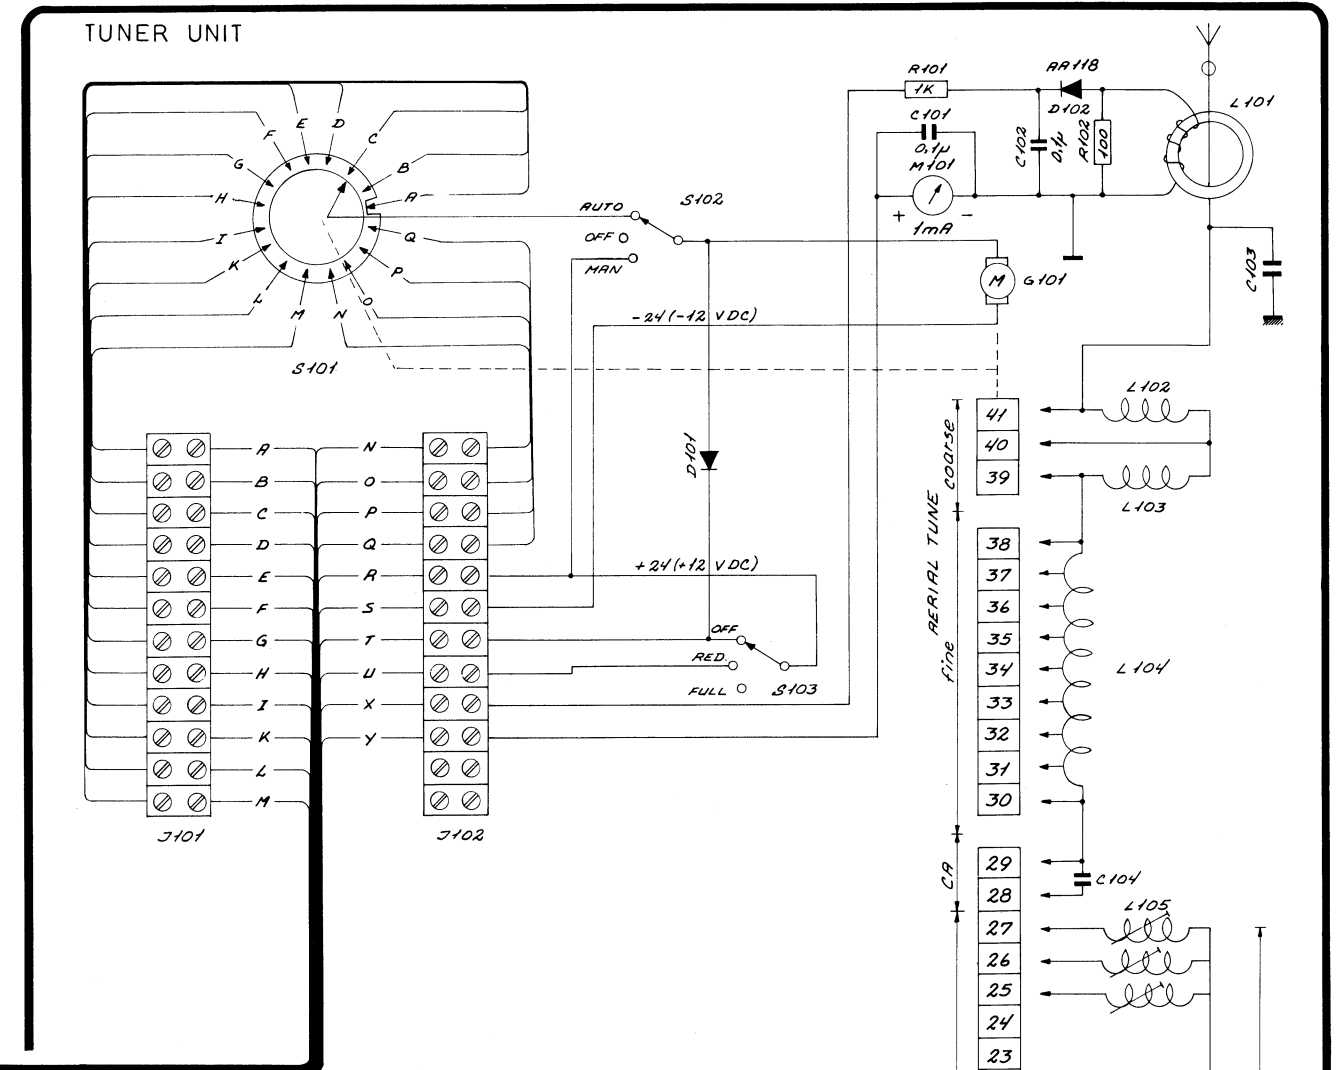 TUNER UNIT
R101
1K
AA118
D102
L101
C101
0,1µ
C102
0,1µ
R102
100
M101
+ -
1mA
E D
F C
G B
H A
I Q
K P
L O
M N
S101
AUTO
OFF
MAN
S102
M
G101
C103
-24(-12 VDC)
D101
+24(+12 VDC)
OFF
RED.
FULL
S103
A N
B O
C P
D Q
E R
F S
G T
H U
I X
K Y
L
M
J101
J102
coarse
AERIAL TUNE
fine
CA
41
40
39
38
37
36
35
34
33
32
31
30
29
28
27
26
25
24
23
L102
L103
L104
C104
L105